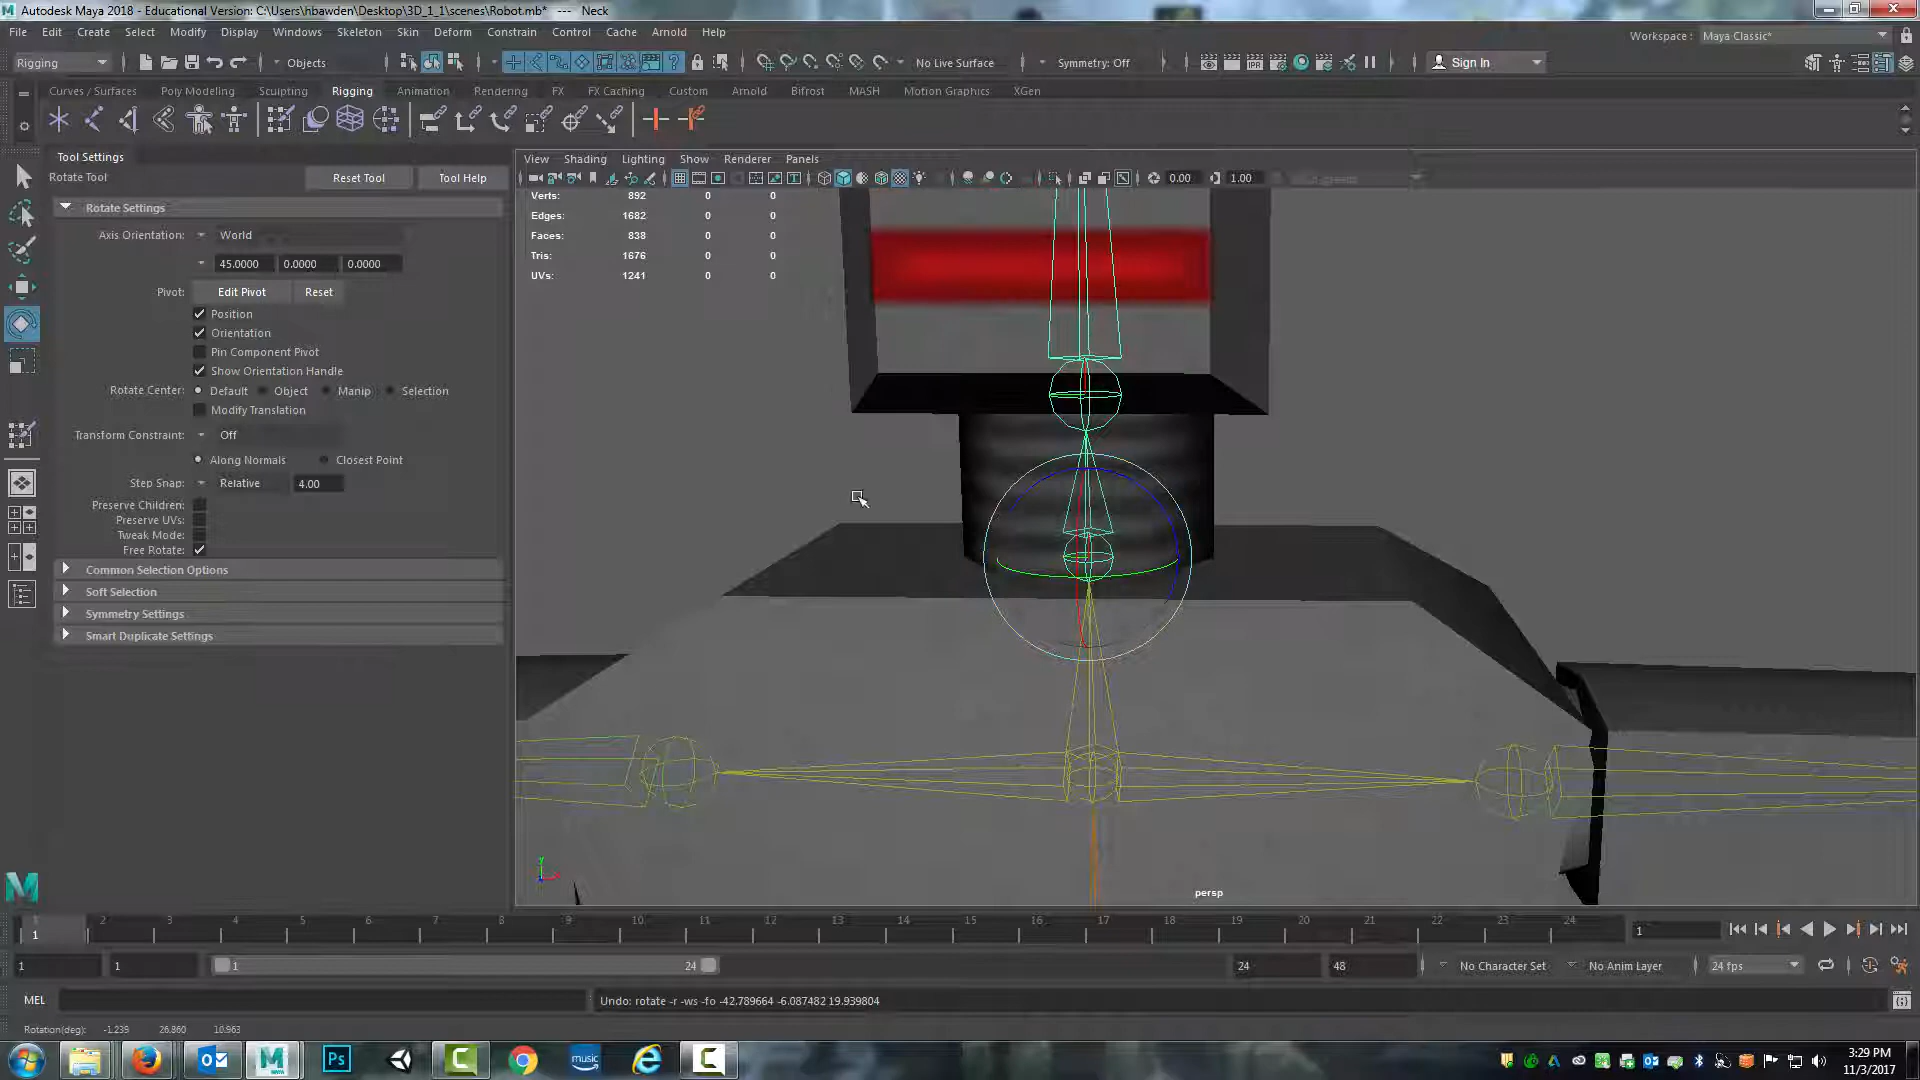 Autodesk Maya 2018 - Educational Version: C:\Users\hbawden\Desktop\3D_1_1\scenes\Robot.mb* --- Neck
File Edit Create Select Modify Display Windows Skeleton Skin Deform Constrain Control Cache Arnold Help
Workspace : Maya Classic*
Rigging Objects No Live Surface Symmetry: Off Sign In
Curves / Surfaces Poly Modeling Sculpting Rigging Animation Rendering FX FX Caching Custom Arnold Bifrost MASH Motion Graphics XGen
Tool Settings
Rotate Tool Reset Tool Tool Help
View Shading Lighting Show Renderer Panels
0.00 1.00
Rotate Settings
Axis Orientation: World
45.0000 0.0000 0.0000
Pivot: Edit Pivot Reset
Position
Orientation
Pin Component Pivot
Show Orientation Handle
Rotate Center: Default Object Manip Selection
Modify Translation
Transform Constraint: Off
Along Normals Closest Point
Step Snap: Relative 4.00
Preserve Children:
Preserve UVs:
Tweak Mode:
Free Rotate:
Common Selection Options
Soft Selection
Symmetry Settings
Smart Duplicate Settings
Verts: 892 0 0
Edges: 1682 0 0
Faces: 838 0 0
Tris: 1676 0 0
UVs: 1241 0 0
persp
1 2 3 4 5 6 7 8 9 10 11 12 13 14 15 16 17 18 19 20 21 22 23 24
1 1
1 1 1 24 24 48 No Character Set No Anim Layer 24 fps
MEL Undo: rotate -r -ws -fo -42.789664 -6.087482 19.939804
Rotation(deg): -1.239 26.860 10.963
Ps music
3:29 PM
11/3/2017